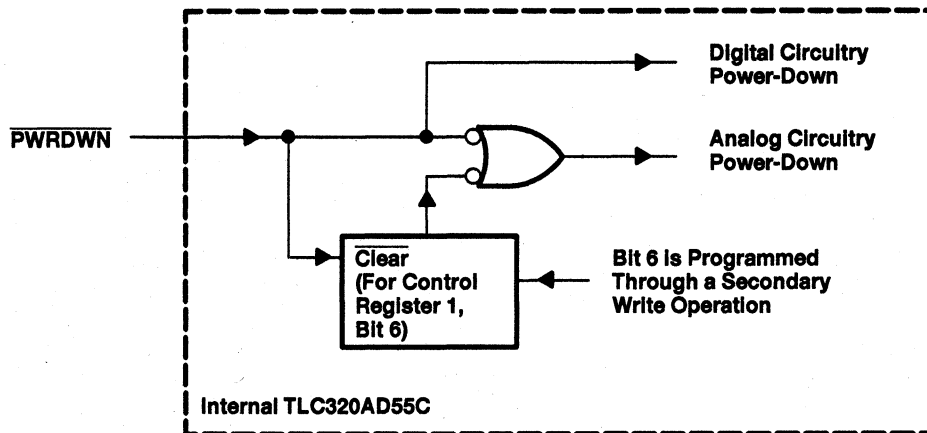 Digital Circuitry
Power-Down
PWRDWN
Analog Circuitry
Power-Down
Clear
(For Control
Register 1,
Bit 6)
Bit 6 is Programmed
Through a Secondary
Write Operation
Internal TLC320AD55C